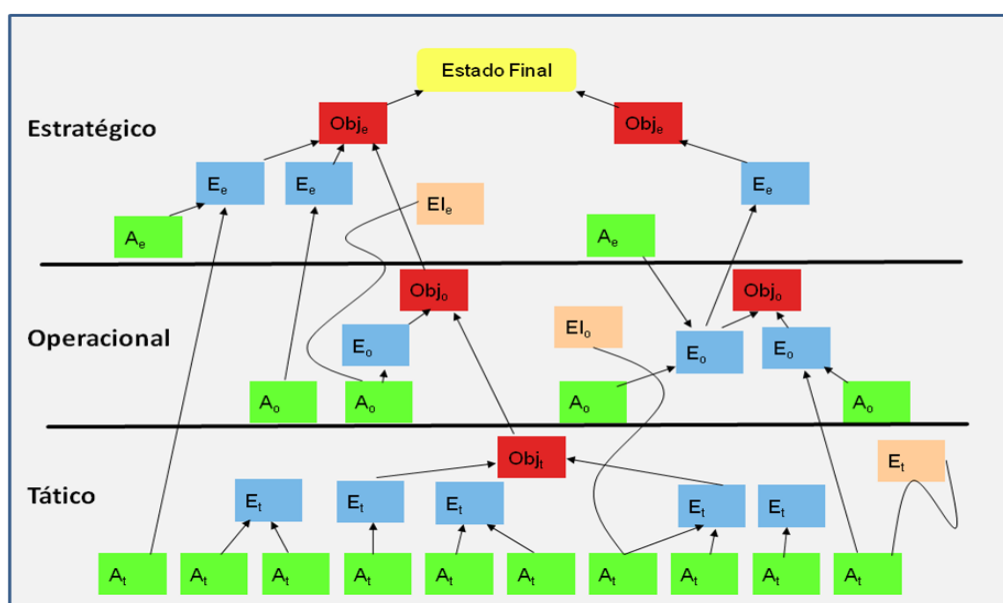 Estado Final
Estratégico
Obje
Obje
Ee
Ee
EIe
Ee
Ae
Ae
Operacional
Objo
Objo
EIo
Eo
Eo
Eo
Ao
Ao
Ao
Ao
Tático
Objt
Et
Et
Et
Et
Et
Et
At
At
At
At
At
At
At
At
At
At